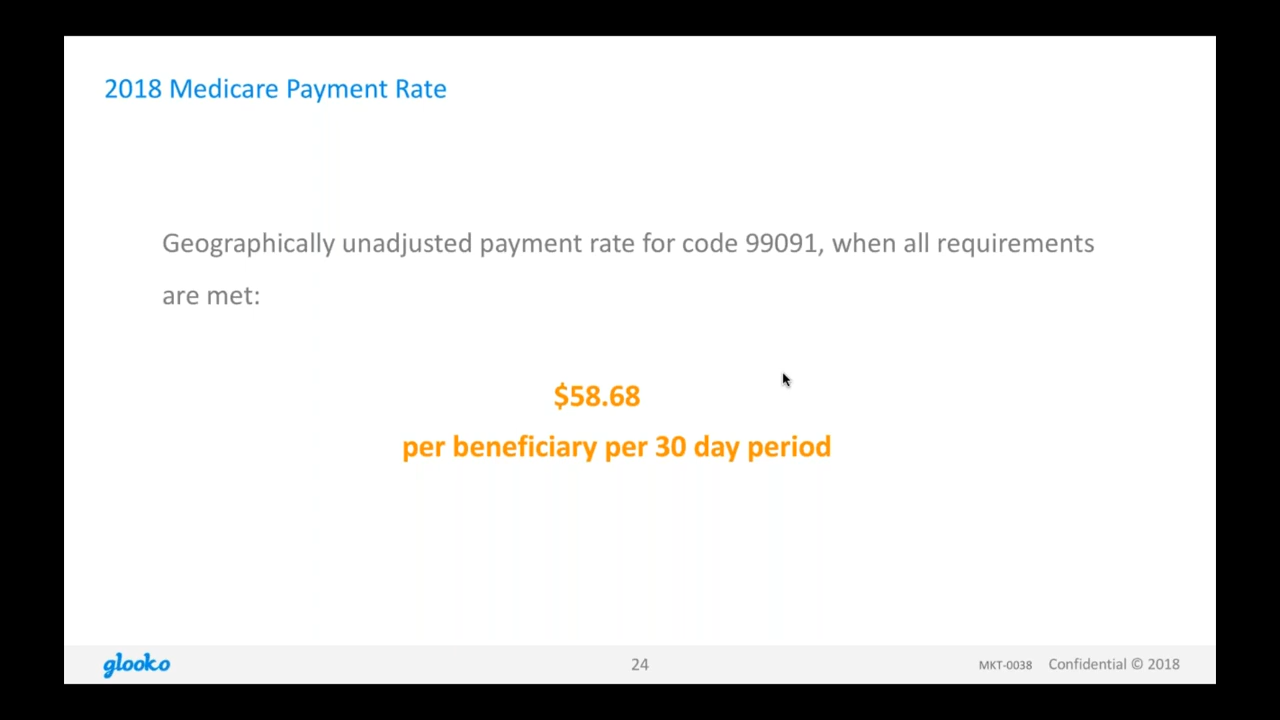 2018 Medicare Payment Rate
Geographically unadjusted payment rate for code 99091, when all requirements
are met:
$58.68
per beneficiary per 30 day period
glooko
24
MKT-0038
Confidential © 2018